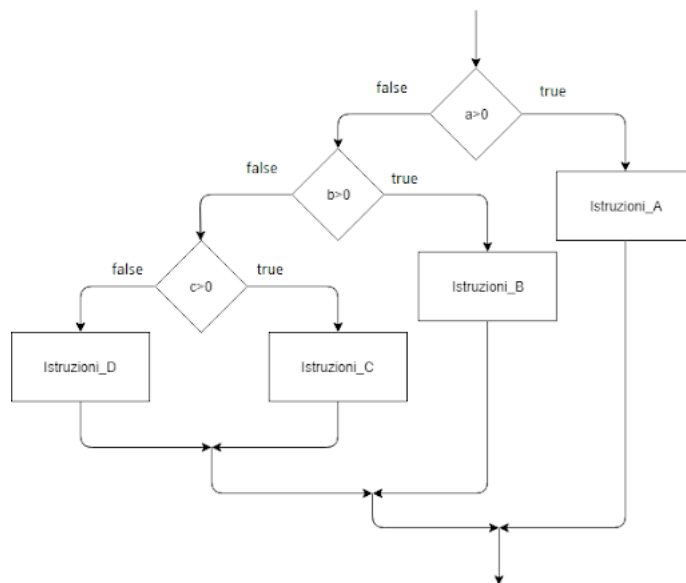 false
true
a>0
false
true
b>0
Istruzioni_A
false
true
c>0
Istruzioni_B
Istruzioni_D
Istruzioni_C